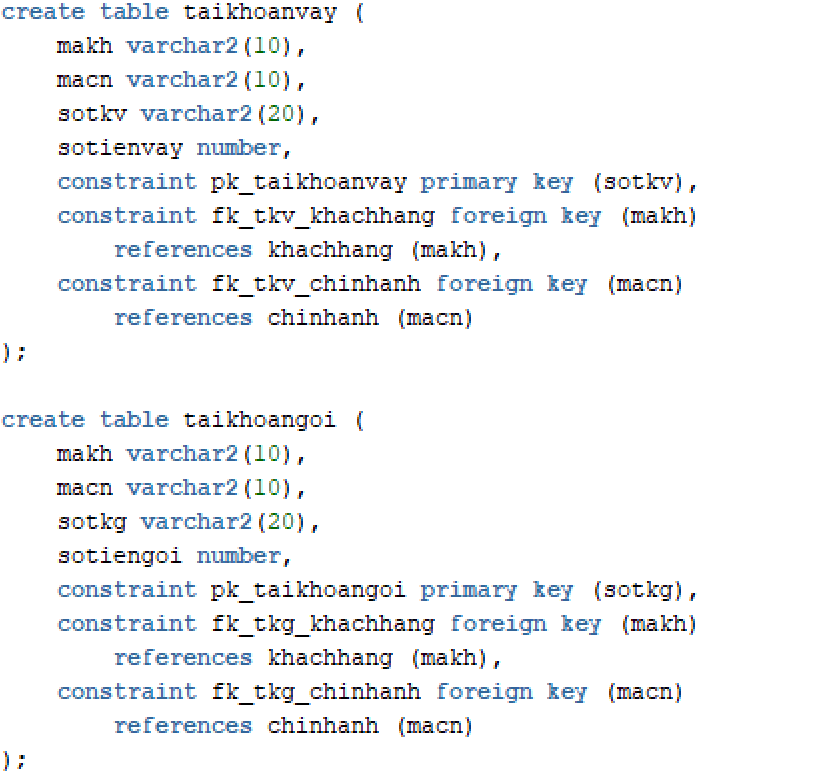 create table taikhoanvay (
    makh varchar2(10),
    macn varchar2(10),
    sotkv varchar2(20),
    sotienvay number,
    constraint pk_taikhoanvay primary key (sotkv),
    constraint fk_tkv_khachhang foreign key (makh)
        references khachhang (makh),
    constraint fk_tkv_chinhanh foreign key (macn)
        references chinhanh (macn)
);

create table taikhoangoi (
    makh varchar2(10),
    macn varchar2(10),
    sotkg varchar2(20),
    sotiengoi number,
    constraint pk_taikhoangoi primary key (sotkg),
    constraint fk_tkg_khachhang foreign key (makh)
        references khachhang (makh),
    constraint fk_tkg_chinhanh foreign key (macn)
        references chinhanh (macn)
);